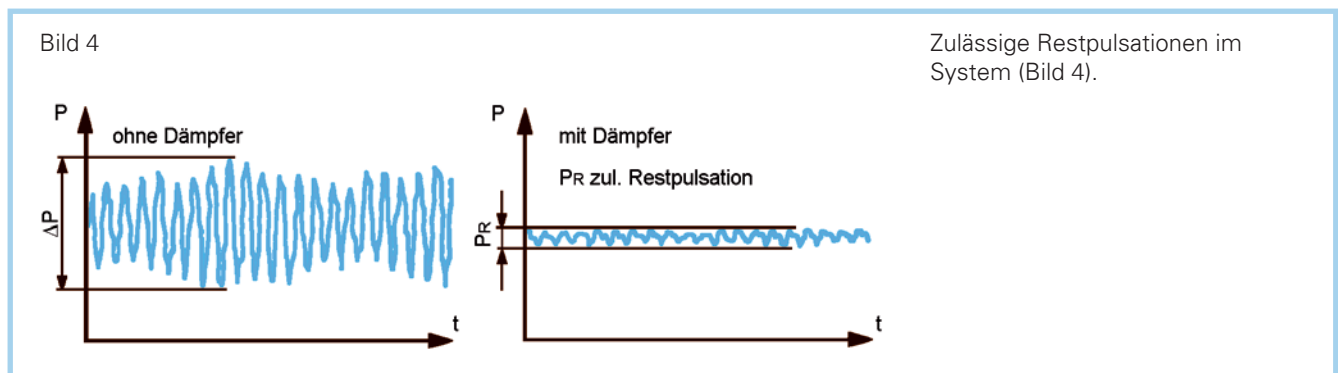 Bild 4
Zulässige Restpulsationen im
System (Bild 4).
P
ohne Dämpfer
ΔP
t
P
mit Dämpfer
PR zul. Restpulsation
PR
t